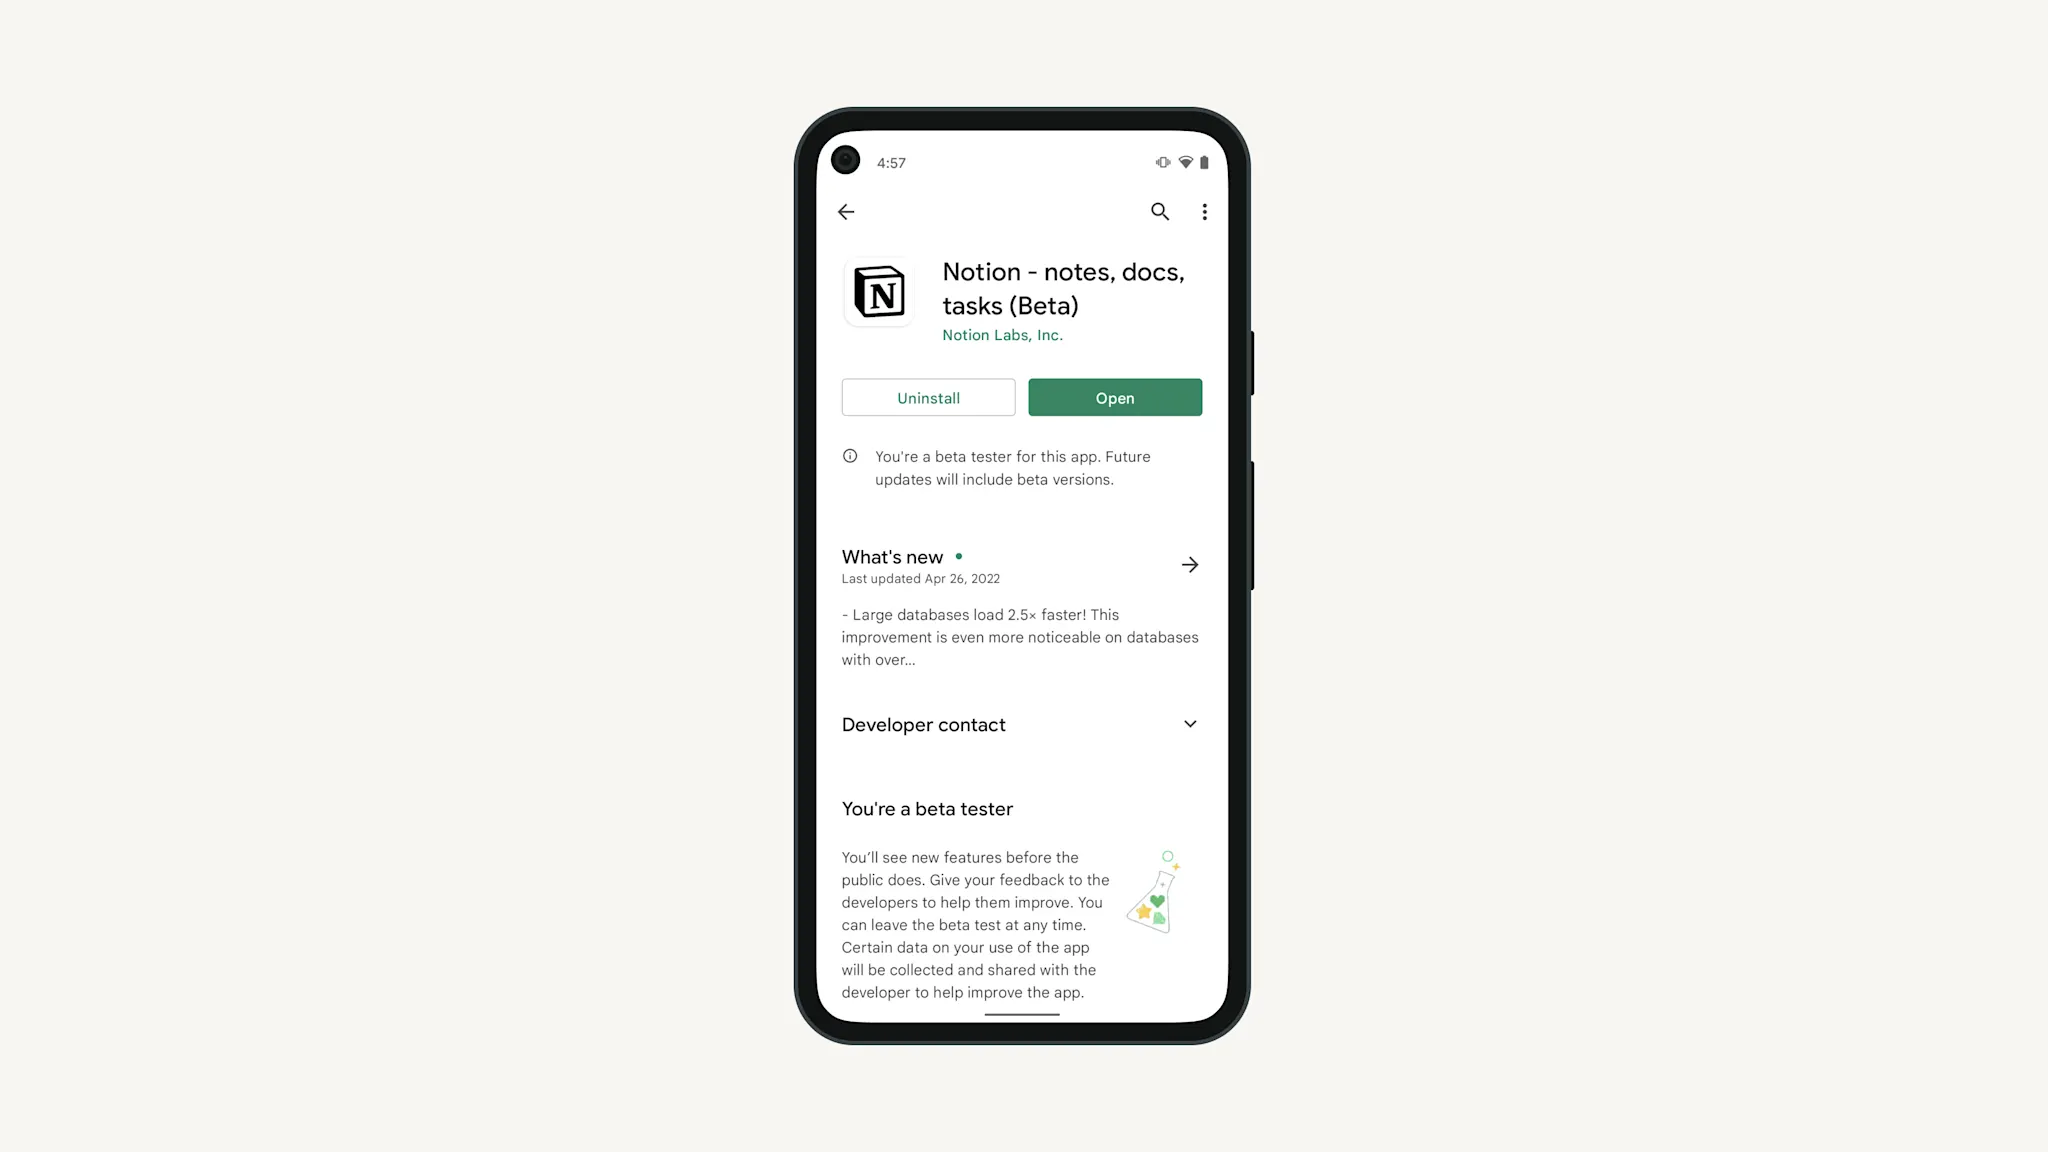 4:57
N
Notion - notes, docs,
tasks (Beta)
Notion Labs, Inc.
Uninstall
Open
You're a beta tester for this app. Future
updates will include beta versions.
What's new
Last updated Apr 26, 2022
- Large databases load 2.5× faster! This
improvement is even more noticeable on databases
with over...
Developer contact
You're a beta tester
You’ll see new features before the
public does. Give your feedback to the
developers to help them improve. You
can leave the beta test at any time.
Certain data on your use of the app
will be collected and shared with the
developer to help improve the app.